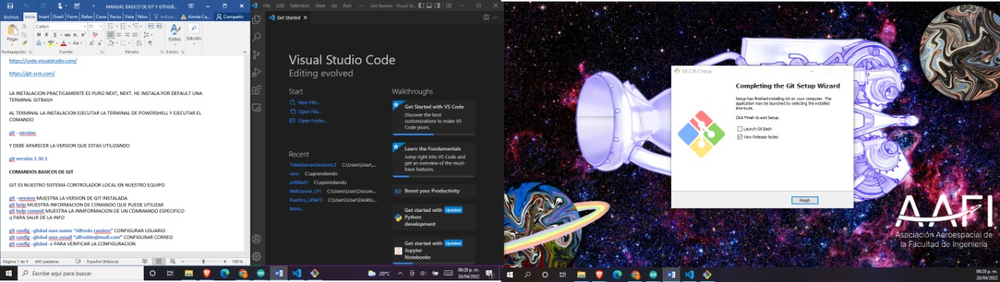 MANUAL BASICO DE GIT Y GITHUB...
Archivo Inicio Insert Diseñ Form Refere Corre Revisa Vista Nitro Indicar... Aimée Ca... Compartir
Calibri 11
Pegar
Estilos Edición
Portapapeles Fuente Párrafo Estilos
https://code.visualstudio.com/
https://git-scm.com/
LA INSTALACION PRACTICAMENTE ES PURO NEXT, NEXT. HE INSTALA POR DEFAULT UNA
TERMINAL GITBASH
AL TERMINAL LA INSTALACION EJECUTAR LA TERMINAL DE POWERSHELL Y EJECUTAR EL
COMANDO
git --version
Y DEBE APARECER LA VERSION QUE ESTAS UTILIZANDO
git versión 2.30.1
COMANDOS BASICOS DE GIT
GIT ES NUESTRO SISTEMA CONTROLADOR LOCAL EN NUESTRO EQUIPO
git --version MUESTRA LA VERSION DE GIT INSTALADA
git help MUESTRA INFORMACION DE COMANDO QUE PUEDE UTILIZAR
git help commit MUESTRA LA INMFORMACION DE UN COMMANDO ESPECIFICO
q PARA SALIR DE LA INFO
git config --global user.name "Alfredo ramirez" CONFIGURAR USUARIO
git config --global user.email "alfreddo@mail.com" CONFIGURAR CORREO
git config --global -e PARA VERIFICAR LA CONFIGURACION
Página 1 de 5 643 palabras Español (México) 100 %
File Edit Selection View Go Run ··· Get Started - Visual St...
Get Started
Visual Studio Code
Editing evolved
Start
New File...
Open File...
Open Folder...
Recent
TWebServerVersion0.3 C:\Users\User\...
venv C:\aprendiendo
untitled1 C:\aprendiendo
WebServer_LP1 C:\Users\User\Docum...
Puertos_LittleFS C:\Users\User\Deskto...
More...
Walkthroughs
Get Started with VS Code
Discover the best
customizations to make VS
Code yours.
Learn the Fundamentals
Jump right into VS Code and
get an overview of the must-
have features.
Boost your Productivity
Get started with Updated
Python
development
Get started with Updated
Jupyter
Notebooks
Completing the Git Setup Wizard
Setup has finished installing Git on your computer. The
application may be launched by selecting the installed
shortcuts.
Click Finish to exit Setup.
Launch Git Bash
View Release Notes
Finish
AAFI
Asociación Aeroespacial de
la Facultad de Ingeniería
Escribe aquí para buscar
20°C
06:28 p. m.
26/04/2022
06:28 p. m.
26/04/2022